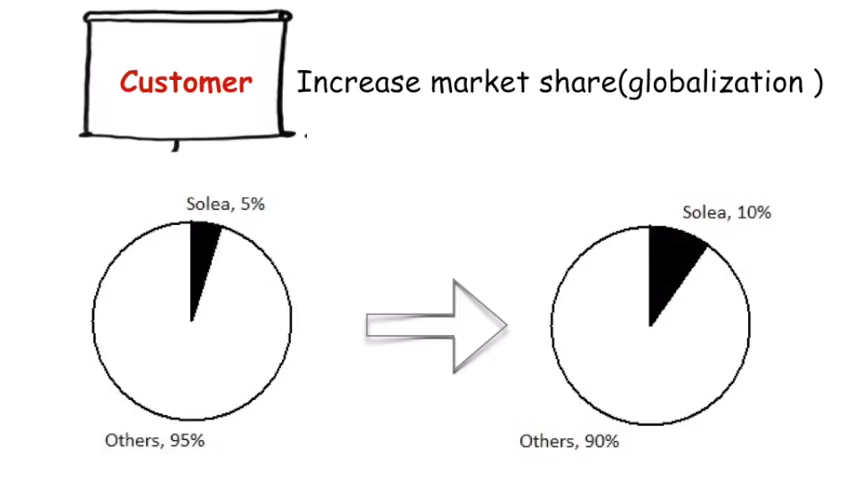 Customer
Increase market share(globalization )
Solea, 5%
Solea, 10%
Others, 95%
Others, 90%